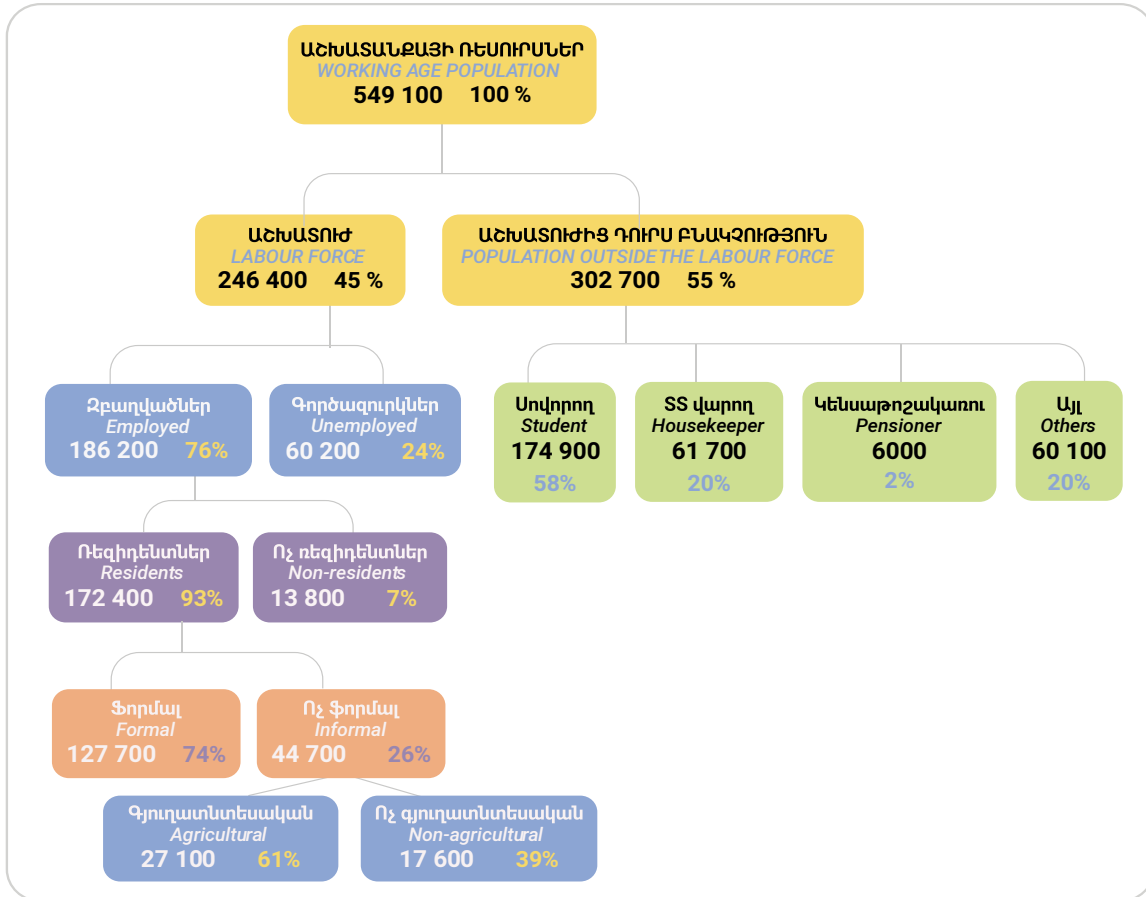 ԱՇԽԱՏԱՆՔԱՅԻ ՌԵՍՈՒՐՍՆԵՐ
WORKING AGE POPULATION
549 100 100 %
ԱՇԽԱՏՈՒԺ
LABOUR FORCE
246 400 45 %
ԱՇԽԱՏՈՒԺԻՑ ԴՈՒՐՍ ԲՆԱԿՉՈՒԹՅՈՒՆ
POPULATION OUTSIDE THE LABOUR FORCE
302 700 55 %
Զբաղվածներ
Employed
186 200 76%
Գործազուրկներ
Unemployed
60 200 24%
Սովորող
Student
174 900
58%
ՏՏ վարող
Housekeeper
61 700
20%
Կենսաթոշակառու
Pensioner
6000
2%
Այլ
Others
60 100
20%
Ռեզիդենտներ
Residents
172 400 93%
Ոչ ռեզիդենտներ
Non-residents
13 800 7%
Ֆորմալ
Formal
127 700 74%
Ոչ ֆորմալ
Informal
44 700 26%
Գյուղատնտեսական
Agricultural
27 100 61%
Ոչ գյուղատնտեսական
Non-agricultural
17 600 39%